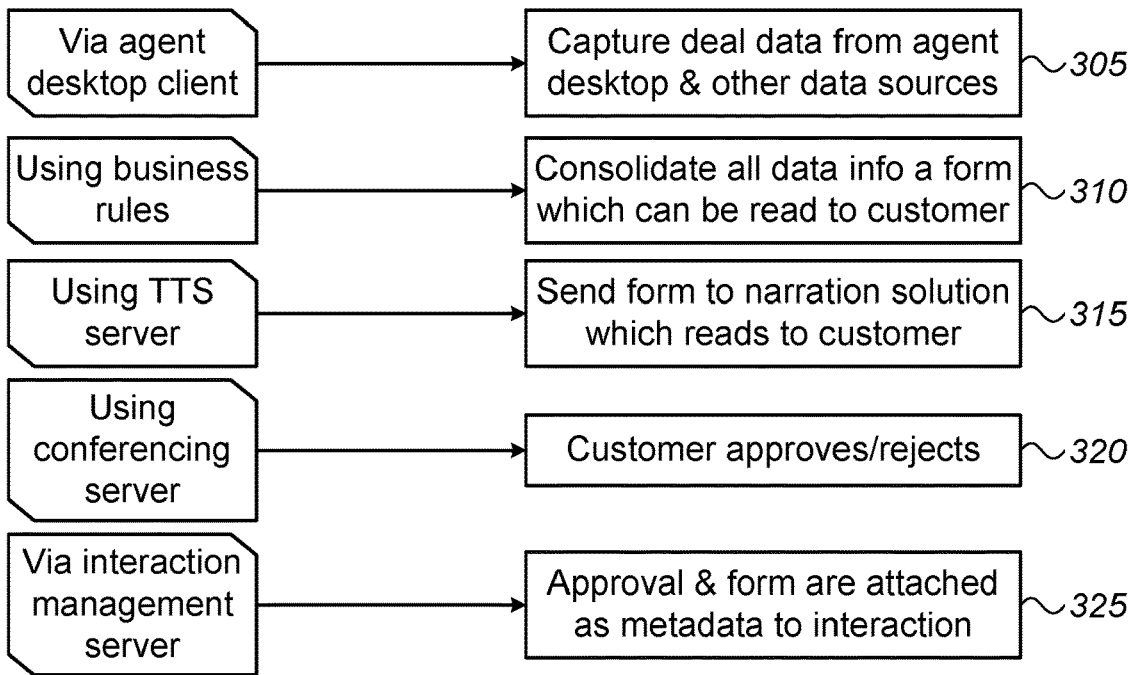 Via agent
desktop client
Capture deal data from agent
desktop & other data sources
305
Using business
rules
Consolidate all data info a form
which can be read to customer
310
Using TTS
server
Send form to narration solution
which reads to customer
315
Using
conferencing
server
Customer approves/rejects
320
Via interaction
management
server
Approval & form are attached
as metadata to interaction
325